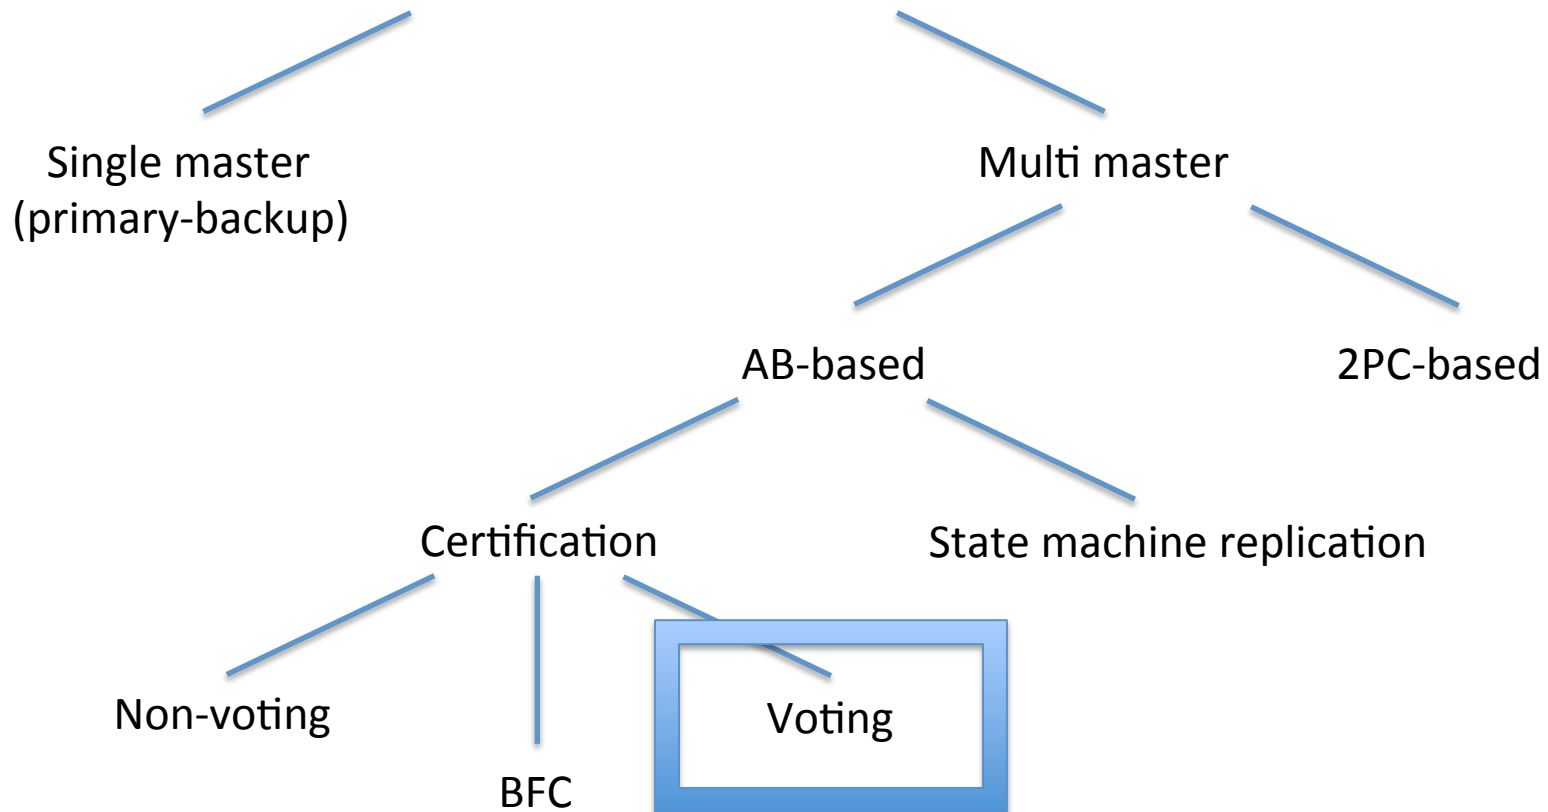 Single master
(primary-backup)
Multi master
AB-based
2PC-based
Certification
State machine replication
Non-voting
Voting
BFC